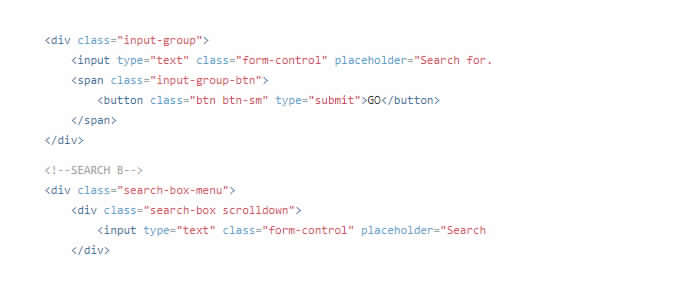 <div class="input-group">
<input type="text" class="form-control" placeholder="Search for.
<span class="input-group-btn">
<button class="btn btn-sm" type="submit">GO</button>
</span>
</div>
<!--SEARCH B-->
<div class="search-box-menu">
<div class="search-box scrolldown">
<input type="text" class="form-control" placeholder="Search
</div>